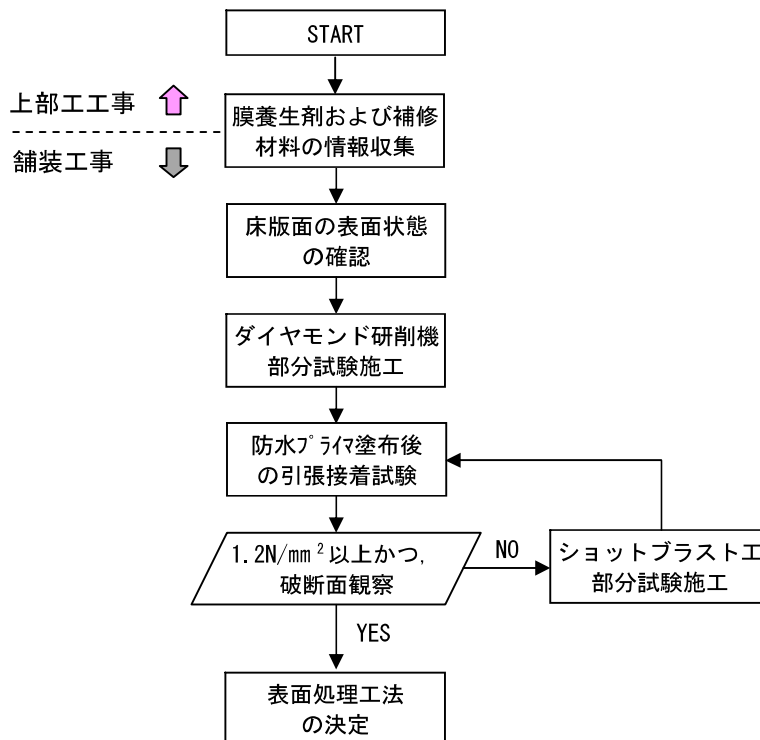 START
上部工工事
膜養生剤および補修
材料の情報収集
舗装工事
床版面の表面状態
の確認
ダイヤモンド研削機
部分試験施工
防水ﾌﾟﾗｲﾏ塗布後
の引張接着試験
1.2N/mm²以上かつ,
破断面観察
NO
ショットブラスト工
部分試験施工
YES
表面処理工法
の決定